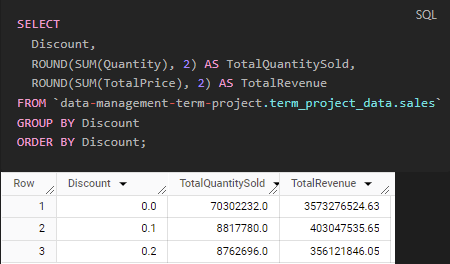 SQL
SELECT
Discount,
ROUND(SUM(Quantity), 2) AS TotalQuantitySold,
ROUND(SUM(TotalPrice), 2) AS TotalRevenue
FROM `data-management-term-project.term_project_data.sales`
GROUP BY Discount
ORDER BY Discount;
Row Discount TotalQuantitySold TotalRevenue
1 0.0 70302232.0 3573276524.63
2 0.1 8817780.0 403047535.65
3 0.2 8762696.0 356121846.05